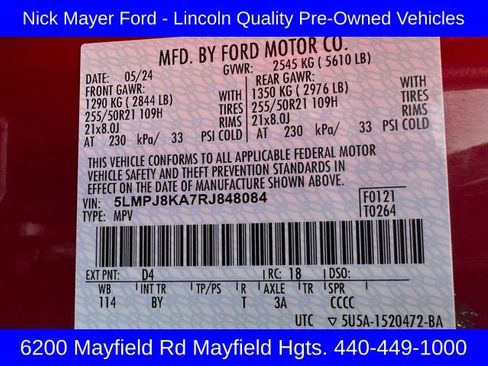 Nick Mayer Ford - Lincoln Quality Pre-Owned Vehicles
MFD. BY FORD MOTOR CO.
DATE: 05/24 GVWR: 2545 KG ( 5610 LB)
FRONT GAWR: REAR GAWR:
1290 KG ( 2844 LB) WITH 1350 KG ( 2976 LB) WITH
255/50R21 109H TIRES 255/50R21 109H TIRES
21x8.0J RIMS 21x8.0J RIMS
AT 230 kPa/ 33 PSI COLD AT 230 kPa/ 33 PSI COLD
THIS VEHICLE CONFORMS TO ALL APPLICABLE FEDERAL MOTOR
VEHICLE SAFETY AND THEFT PREVENTION STANDARDS IN
EFFECT ON THE DATE OF MANUFACTURE SHOWN ABOVE.
VIN: 5LMPJ8KA7RJ848084 F0121
TYPE: MPV T0264
EXT PNT: D4 RC: 18 DSO:
WB INT TR TP/PS R AXLE TR SPR
114 BY T 3A CCCC
UTC ▽ 5U5A-1520472-BA
6200 Mayfield Rd Mayfield Hgts. 440-449-1000